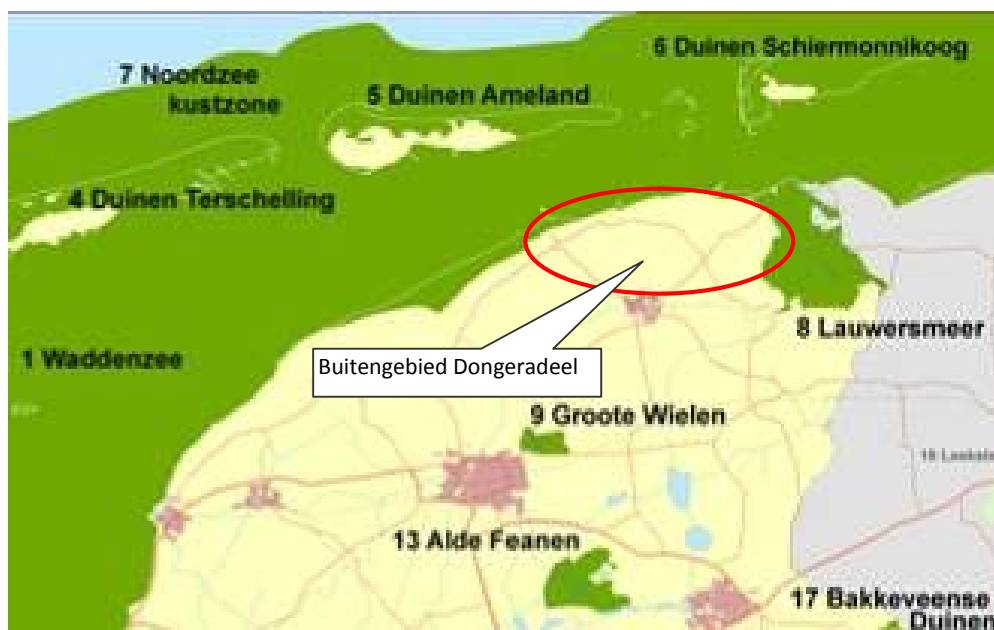 6 Duinen Schiermonnikoog
7 Noordzee
kustzone
5 Duinen Ameland
4 Duinen Terschelling
8 Lauwersmeer
1 Waddenzee
Buitengebied Dongeradeel
9 Groote Wielen
13 Alde Feanen
17 Bakkeveense
Duinen